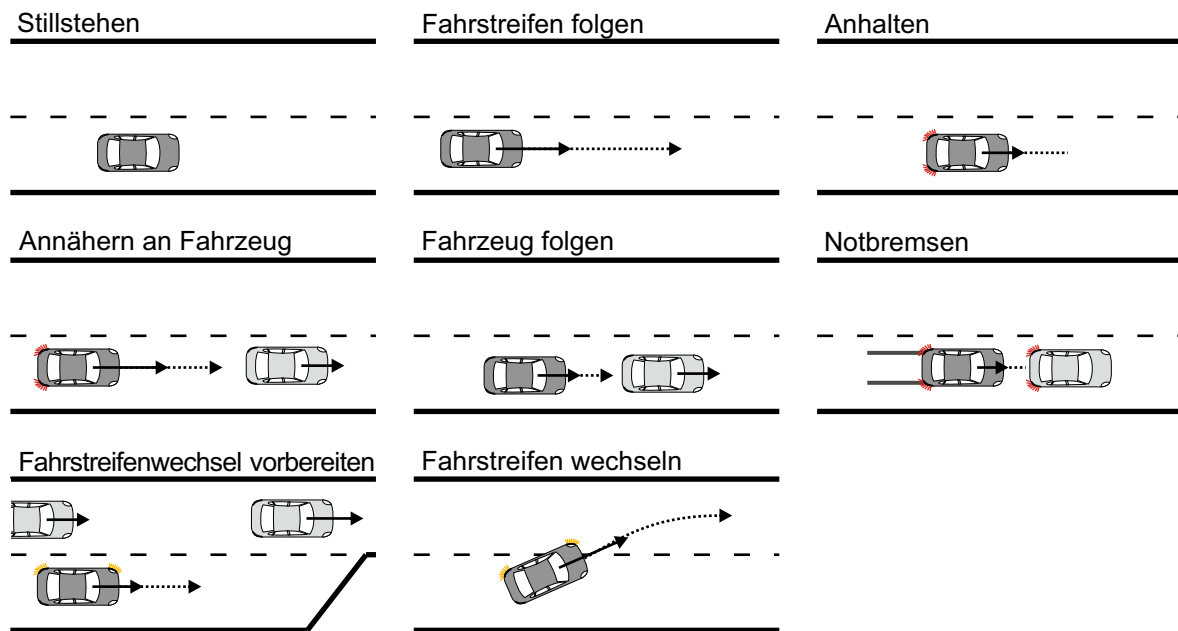 Stillstehen
Fahrstreifen folgen
Anhalten
Annähern an Fahrzeug
Fahrzeug folgen
Notbremsen
Fahrstreifenwechsel vorbereiten
Fahrstreifen wechseln